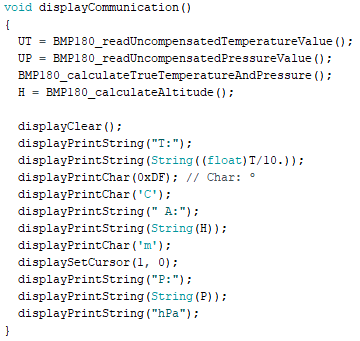 void displayCommunication()
{
  UT = BMP180_readUncompensatedTemperatureValue();
  UP = BMP180_readUncompensatedPressureValue();
  BMP180_calculateTrueTemperatureAndPressure();
  H = BMP180_calculateAltitude();

  displayClear();
  displayPrintString("T:");
  displayPrintString(String((float)T/10.));
  displayPrintChar(0xDF); // Char: °
  displayPrintChar('C');
  displayPrintString(" A:");
  displayPrintString(String(H));
  displayPrintChar('m');
  displaySetCursor(1, 0);
  displayPrintString("P:");
  displayPrintString(String(P));
  displayPrintString("hPa");
}